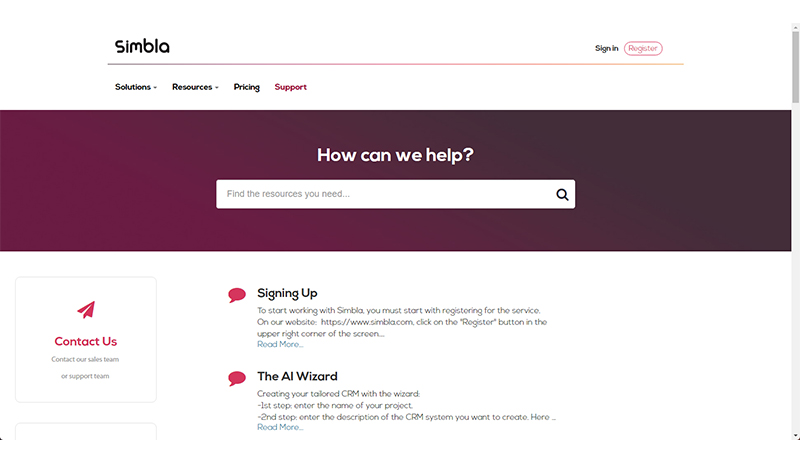 Simbla
Sign in Register
Solutions Resources Pricing Support
How can we help?
Find the resources you need...
Contact Us
Contact our sales team
or support team
Signing Up
To start working with Simbla, you must start with registering for the service.
On our website: https://www.simbla.com, click on the "Register" button in the
upper right corner of the screen....
Read More...
The AI Wizard
Creating your tailored CRM with the wizard:
-1st step: enter the name of your project,
-2nd step: enter the description of the CRM system you want to create. Here ...
Read More...